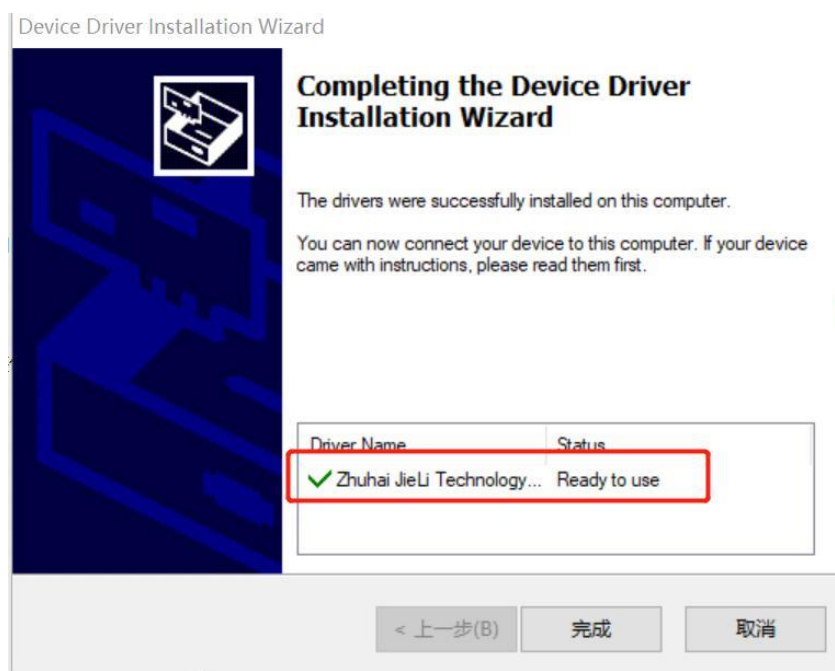 Device Driver Installation Wizard
Completing the Device Driver
Installation Wizard
The drivers were successfully installed on this computer.
You can now connect your device to this computer. If your device
came with instructions, please read them first.
Driver Name Status
Zhuhai JieLi Technology... Ready to use
< 上一步(B) 完成 取消